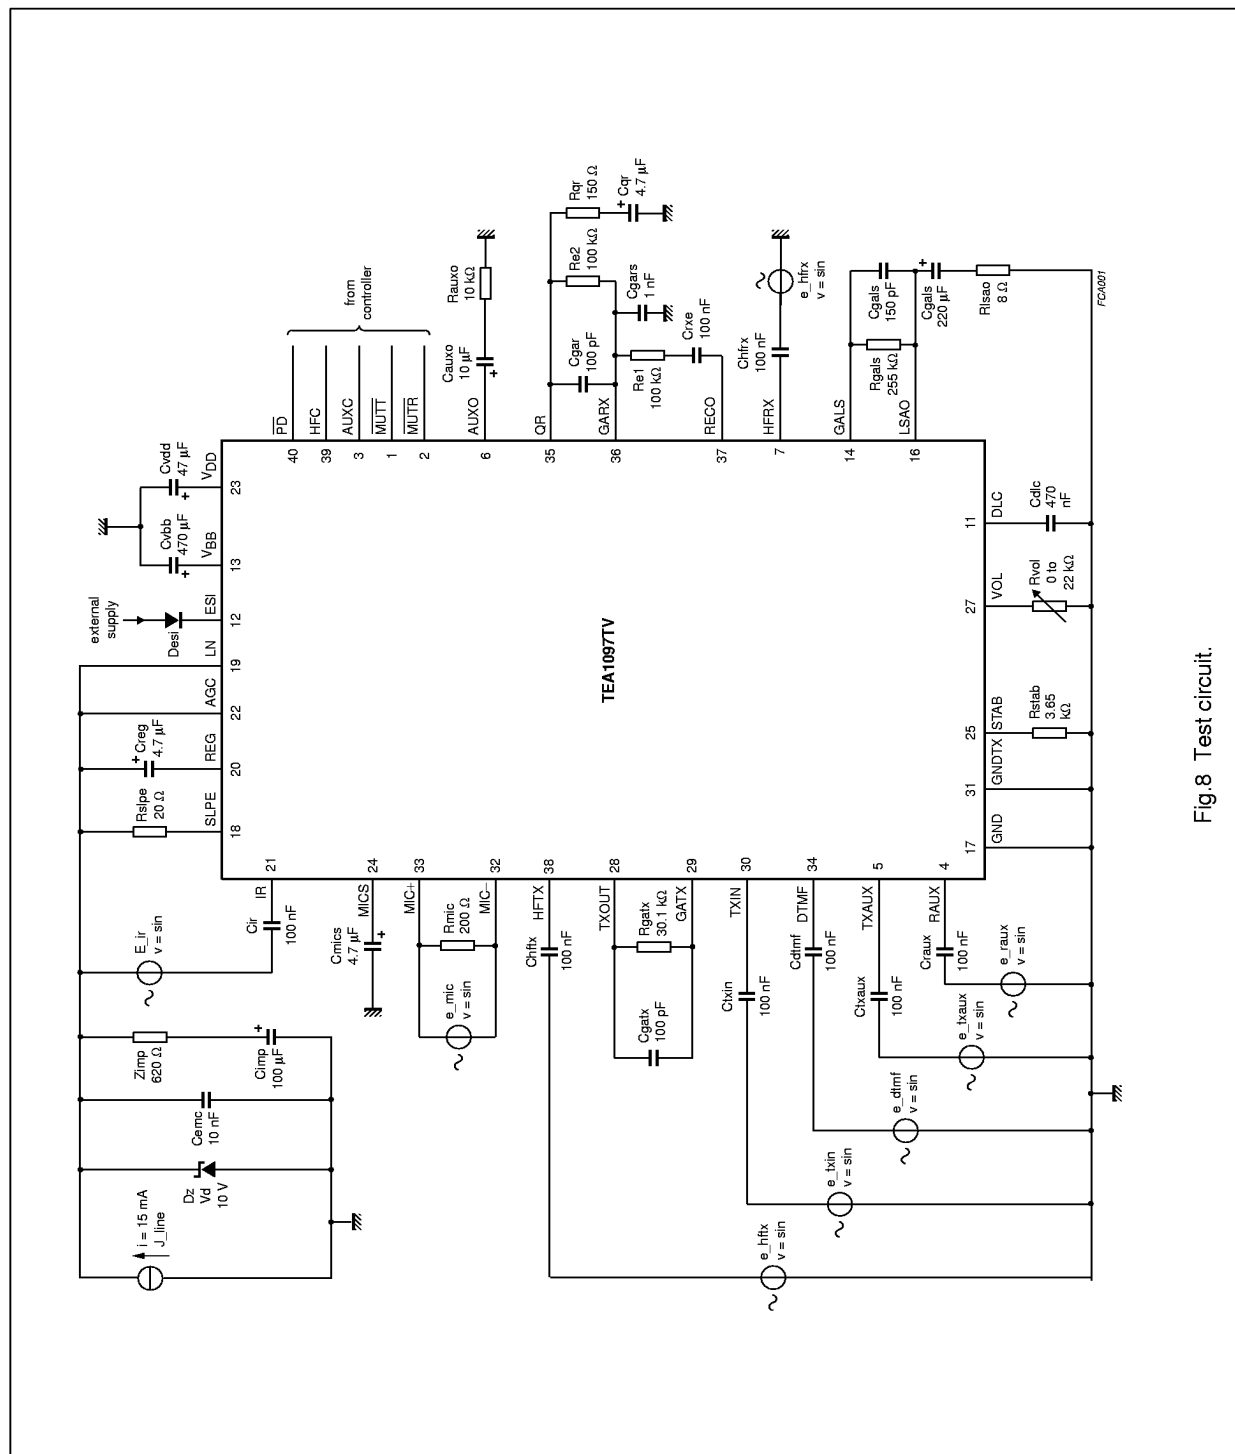 i = 15 mA
J_line
Dz
Vd
10 V
Cemc
10 nF
Zimp
620 Ω
Cimp
100 µF
E_ir
v = sin
Cir
100 nF
Rslpe
20 Ω
Creg
4.7 µF
external
supply
Desi
Cvbb
470 µF
Cvdd
47 µF
from
controller
IR
21
SLPE
18
REG
20
AGC
22
LN
19
ESI
12
VBB
13
VDD
23
PD
40
HFC
39
AUXC
3
MUTT
1
MUTR
2
Cauxo
10 µF
Rauxo
10 kΩ
AUXO
6
Cmics
4.7 µF
MICS
24
MIC+
33
e_mic
v = sin
Rmic
200 Ω
MIC−
32
Chftx
100 nF
HFTX
38
TXOUT
28
Cgatx
100 pF
Rgatx
30.1 kΩ
GATX
29
Ctxin
100 nF
TXIN
30
Cdtmf
100 nF
DTMF
34
Ctxaux
100 nF
TXAUX
5
Craux
100 nF
RAUX
4
e_hftx
v = sin
e_txin
v = sin
e_dtmf
v = sin
e_txaux
v = sin
e_raux
v = sin
TEA1097TV
QR
35
Cgar
100 pF
Re2
100 kΩ
Rqr
150 Ω
Cqr
4.7 µF
Cgars
1 nF
GARX
36
Re1
100 kΩ
Crxe
100 nF
RECO
37
Chfrx
100 nF
e_hfrx
v = sin
HFRX
7
GALS
14
Rgals
255 kΩ
Cgals
150 pF
Cgals
220 µF
LSAO
16
Rlsao
8 Ω
17
GND
31
GNDTX
25
STAB
Rstab
3.65
kΩ
27
VOL
Rvol
0 to
22 kΩ
11
DLC
Cdlc
470
nF
FCA001
Fig.8 Test circuit.